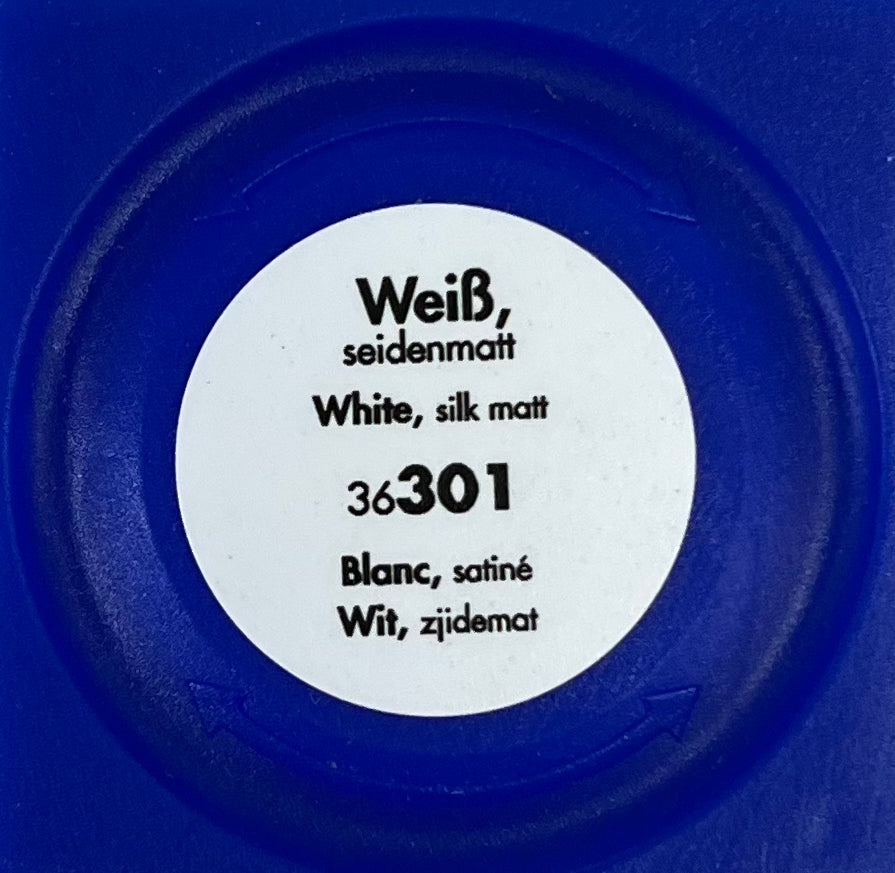 Weiß,
seidenmatt
White, silk matt
36301
Blanc, satiné
Wit, zjidemat